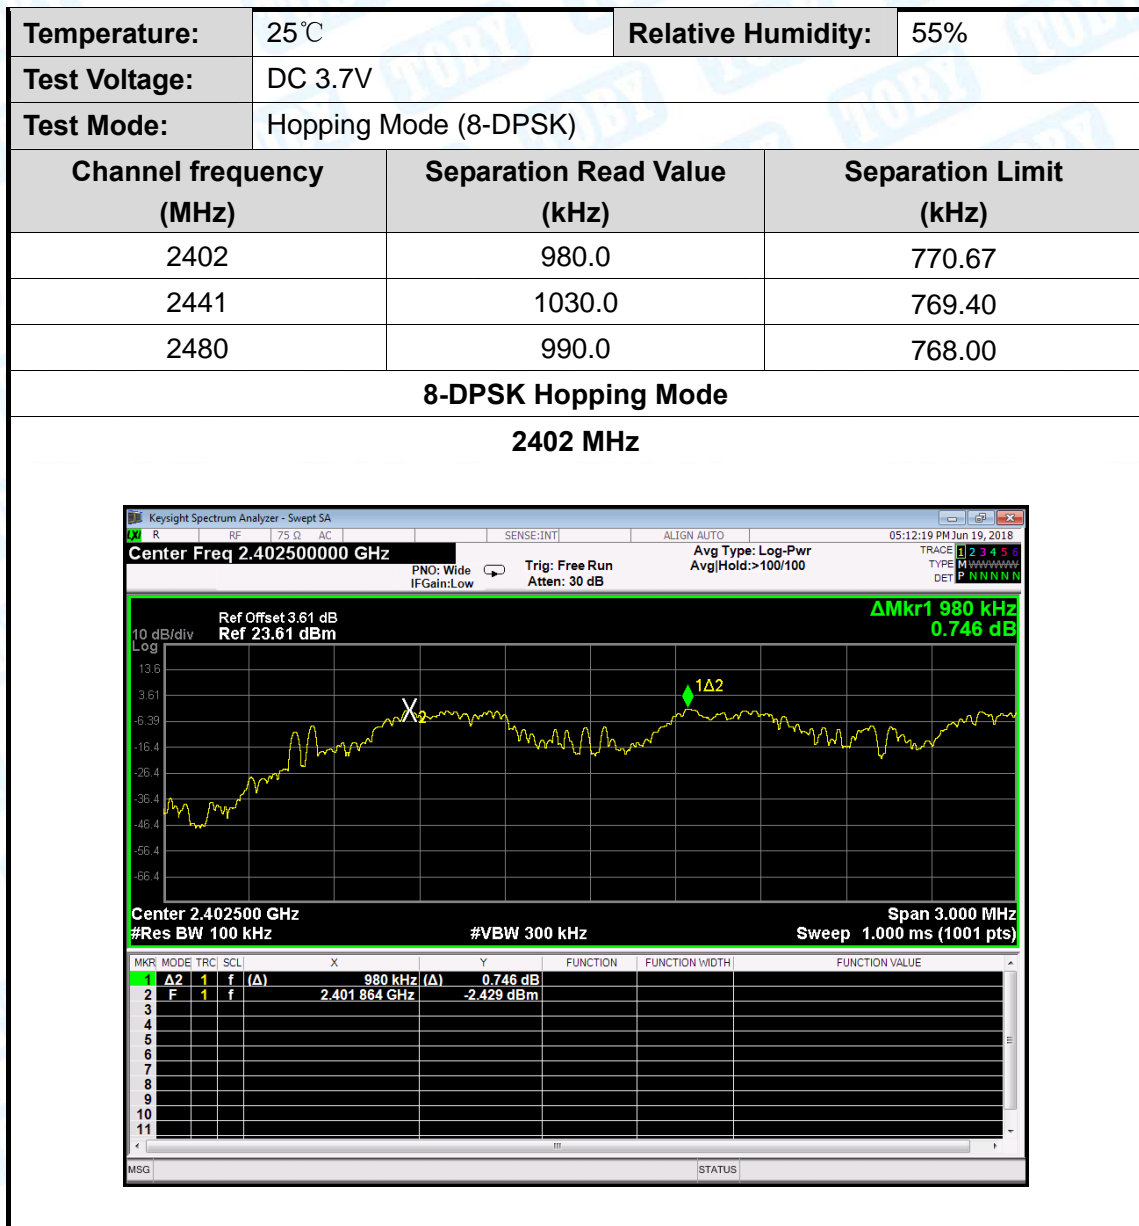 Temperature: 25℃ Relative Humidity: 55%
Test Voltage: DC 3.7V
Test Mode: Hopping Mode (8-DPSK)
Channel frequency Separation Read Value Separation Limit
(MHz) (kHz) (kHz)
2402 980.0 770.67
2441 1030.0 769.40
2480 990.0 768.00
8-DPSK Hopping Mode
2402 MHz
Keysight Spectrum Analyzer - Swept SA
LXI R RF 75 Ω AC SENSE:INT ALIGN AUTO 05:12:19 PM Jun 19, 2018
Center Freq 2.402500000 GHz Avg Type: Log-Pwr TRACE 1 2 3 4 5 6
PNO: Wide Trig: Free Run Avg|Hold:>100/100 TYPE M WWWWW
IFGain:Low Atten: 30 dB DET P N N N N N
ΔMkr1 980 kHz
Ref Offset 3.61 dB
10 dB/div Ref 23.61 dBm 0.746 dB
Log
13.6
1Δ2
3.61
X2
-6.39
-16.4
-26.4
-36.4
-46.4
-56.4
-66.4
Center 2.402500 GHz Span 3.000 MHz
#Res BW 100 kHz #VBW 300 kHz Sweep 1.000 ms (1001 pts)
MKR MODE TRC SCL X Y FUNCTION FUNCTION WIDTH FUNCTION VALUE
1 Δ2 1 f (Δ) 980 kHz (Δ) 0.746 dB
2 F 1 f 2.401 864 GHz -2.429 dBm
3
4
5
6
7
8
9
10
11
MSG STATUS
TOBY